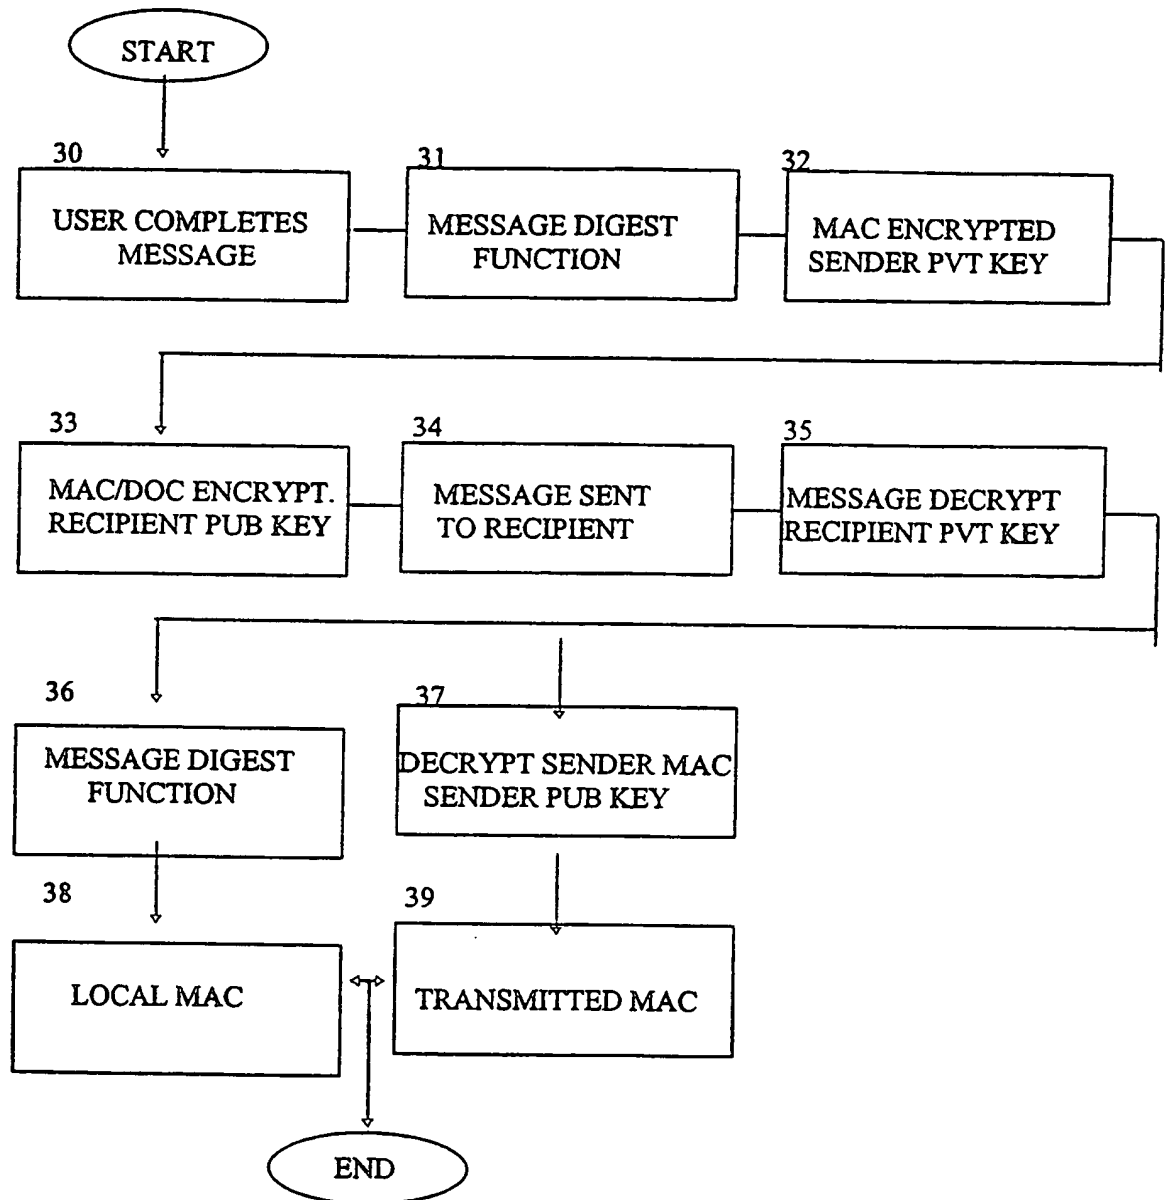 START
30
USER COMPLETES
MESSAGE
31
MESSAGE DIGEST
FUNCTION
32
MAC ENCRYPTED
SENDER PVT KEY
33
MAC/DOC ENCRYPT.
RECIPIENT PUB KEY
34
MESSAGE SENT
TO RECIPIENT
35
MESSAGE DECRYPT
RECIPIENT PVT KEY
36
MESSAGE DIGEST
FUNCTION
37
DECRYPT SENDER MAC
SENDER PUB KEY
38
LOCAL MAC
39
TRANSMITTED MAC
END